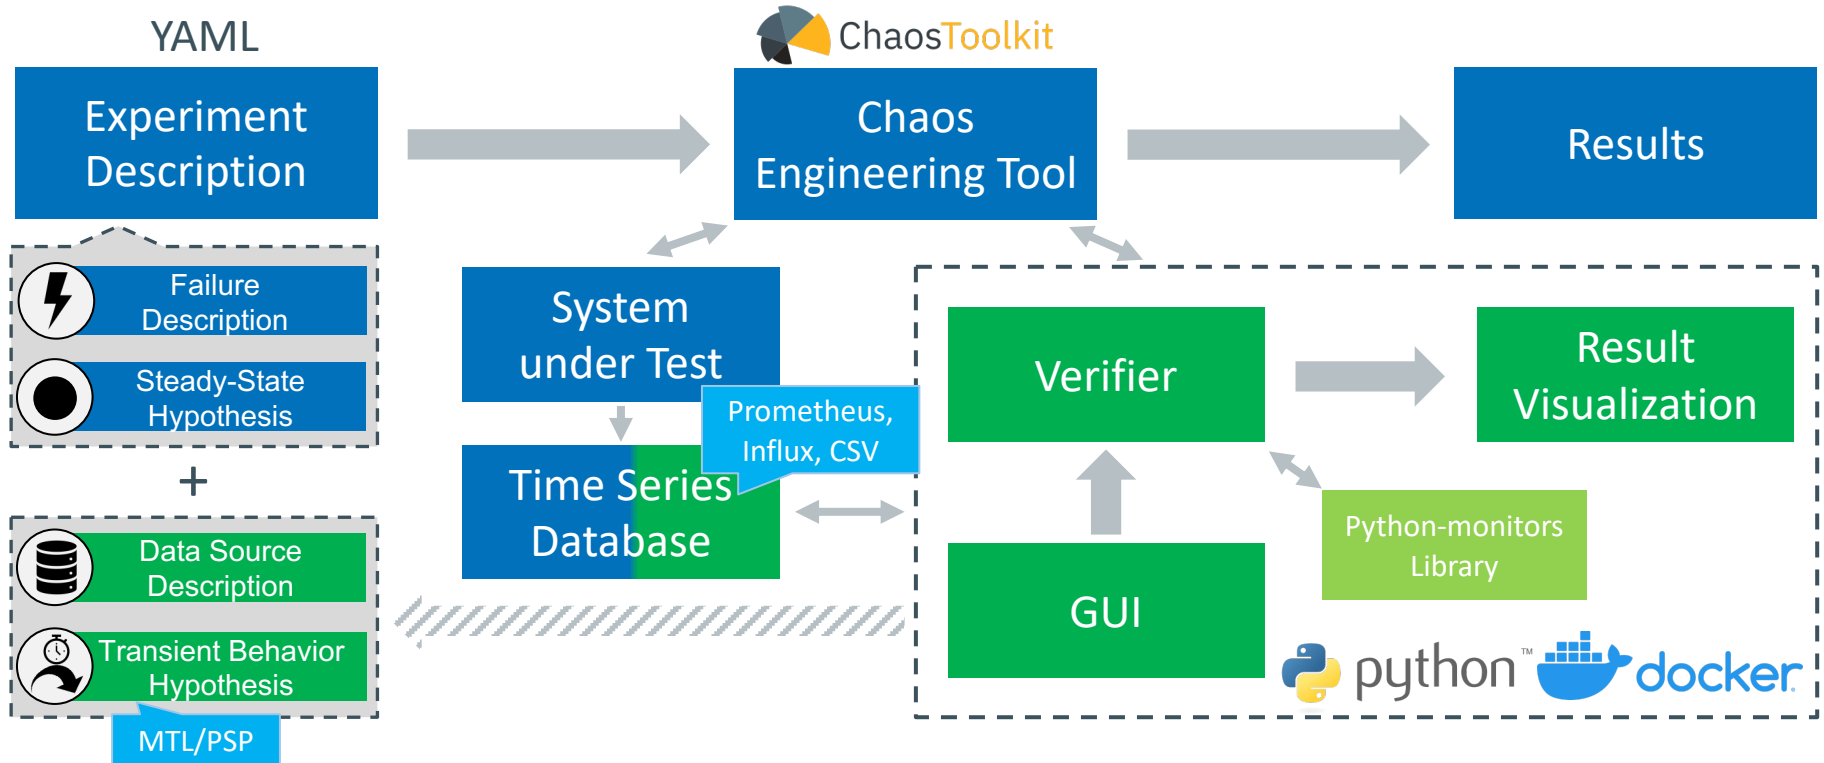 YAML
ChaosToolkit
Experiment
Description
Chaos
Engineering Tool
Results
Failure
Description
Steady-State
Hypothesis
+
Data Source
Description
Transient Behavior
Hypothesis
MTL/PSP
System
under Test
Prometheus,
Influx, CSV
Time Series
Database
Verifier
Result
Visualization
GUI
Python-monitors
Library
python™
docker